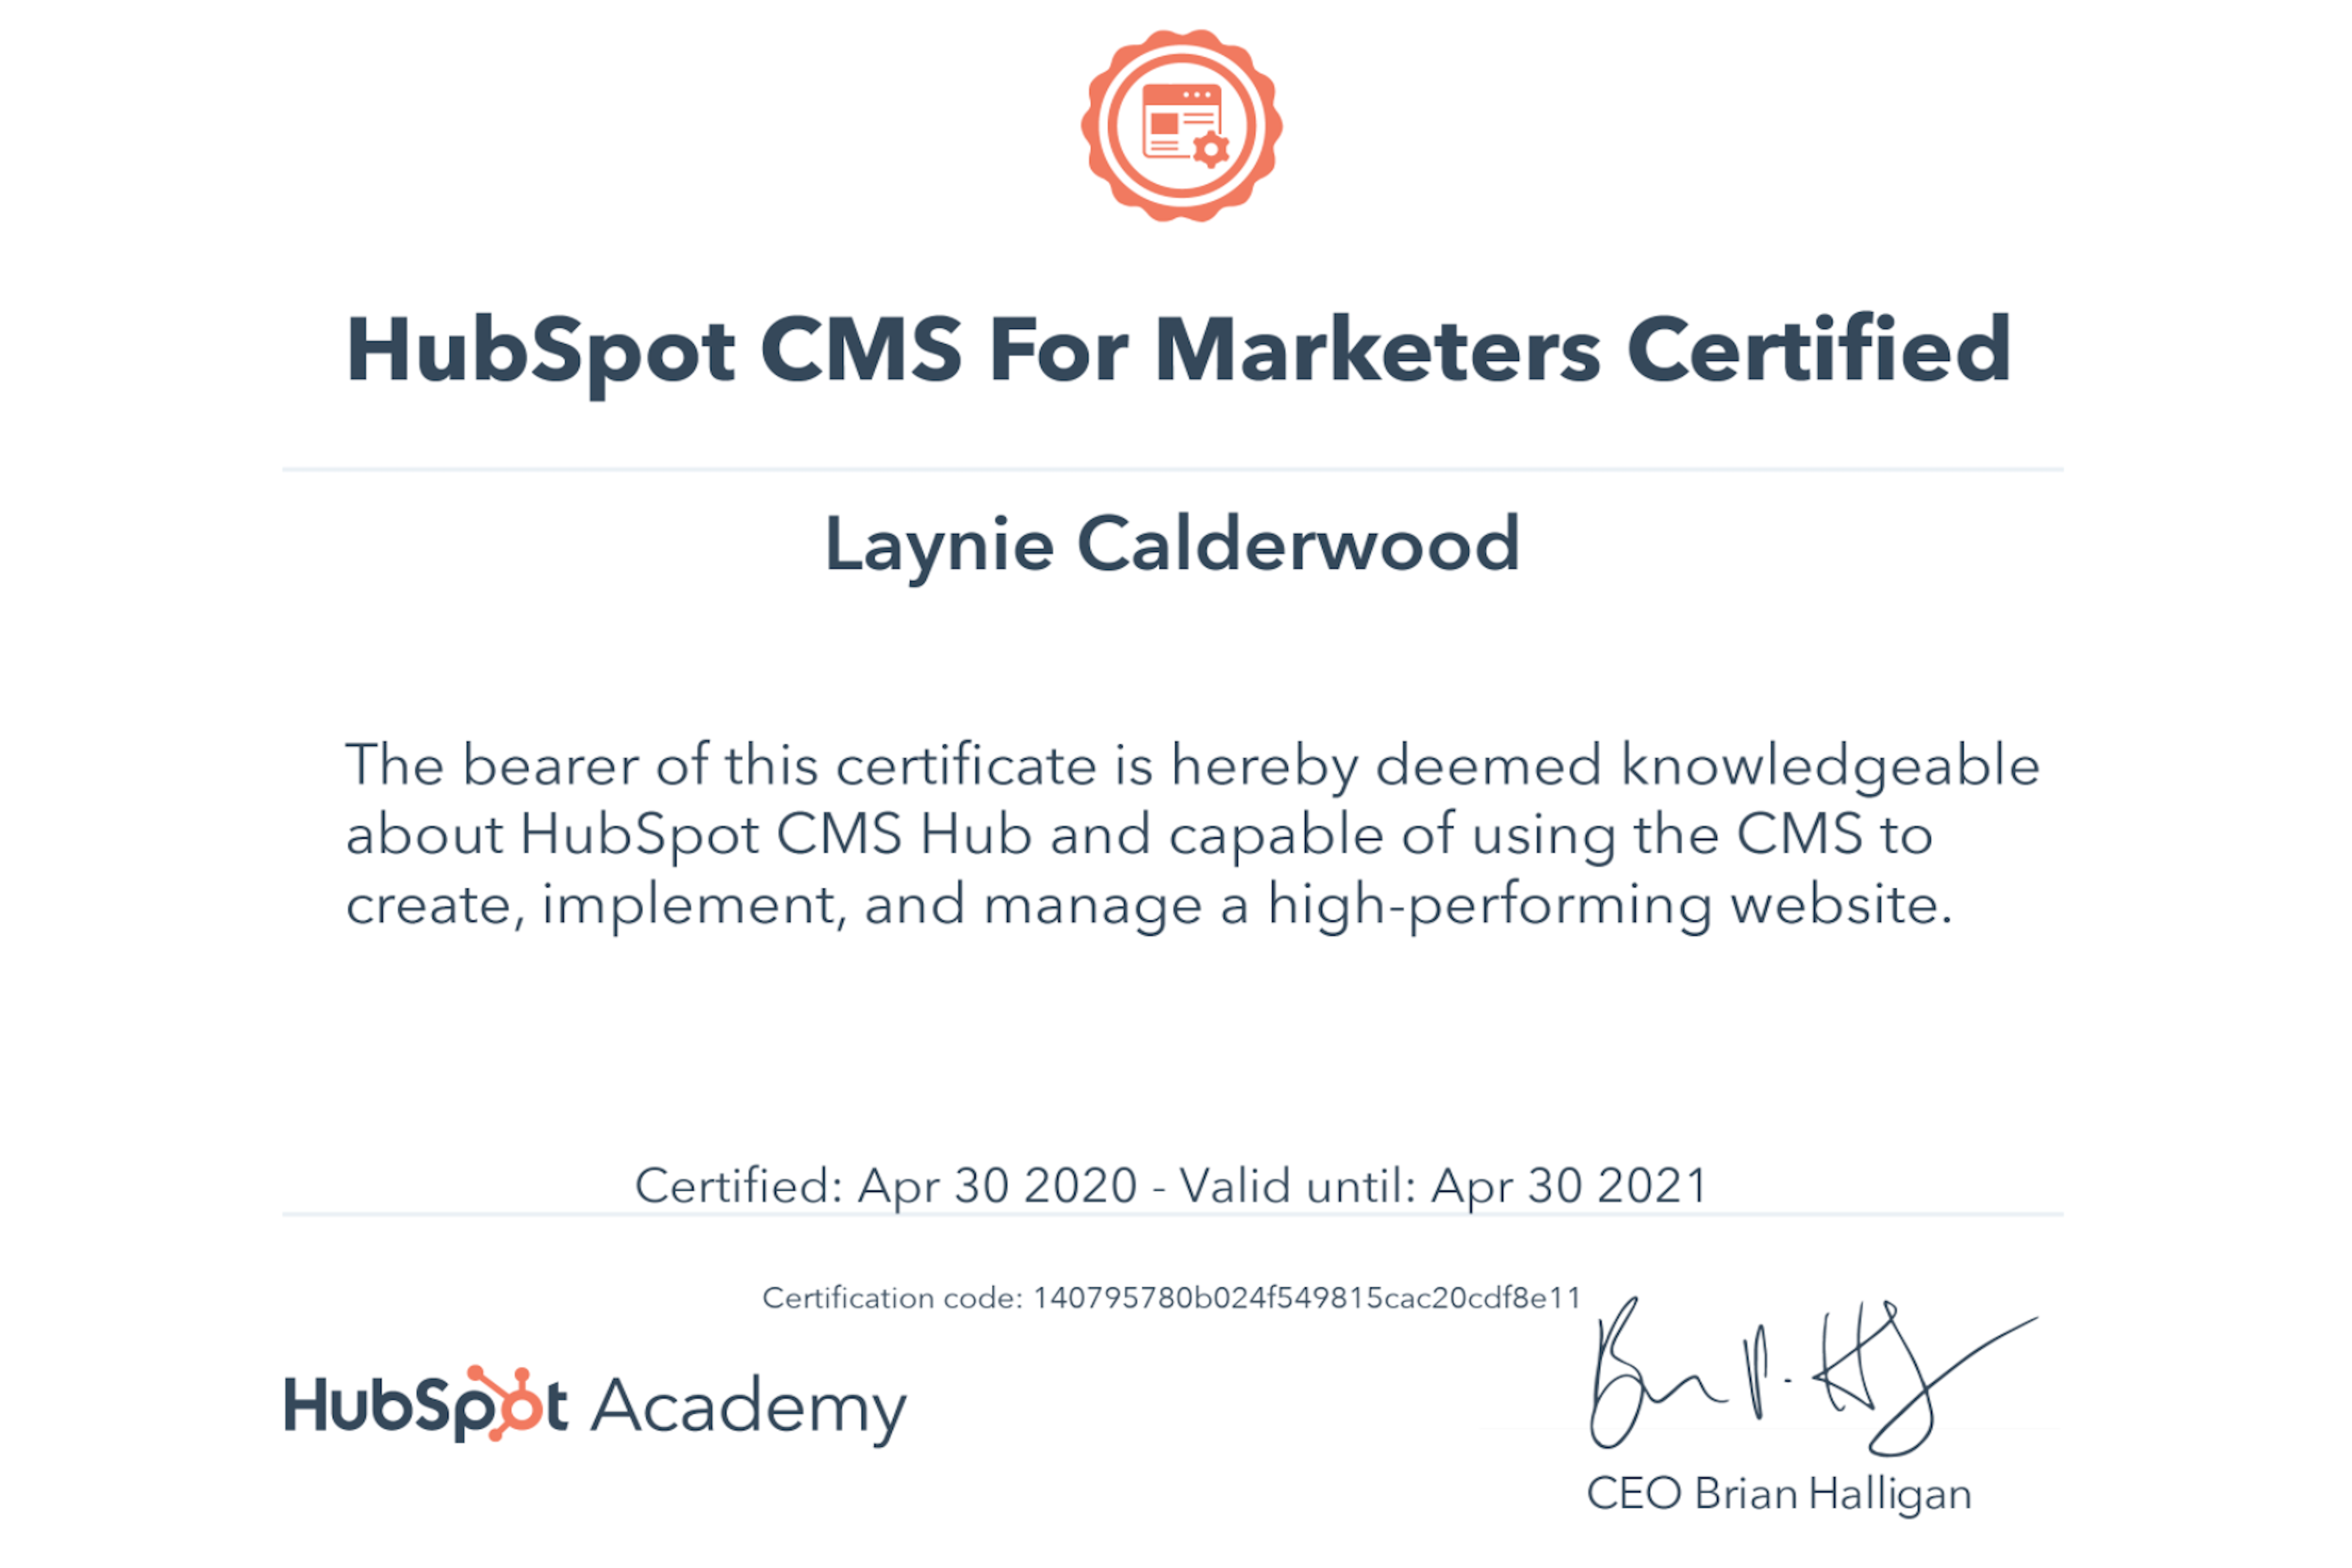 HubSpot CMS For Marketers Certified
Laynie Calderwood
The bearer of this certificate is hereby deemed knowledgeable
about HubSpot CMS Hub and capable of using the CMS to
create, implement, and manage a high-performing website.
Certified: Apr 30 2020 - Valid until: Apr 30 2021
Certification code: 140795780b024f549815cac20cdf8e11
HubSpot Academy
CEO Brian Halligan